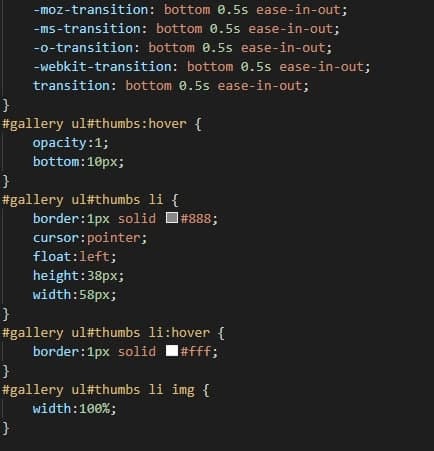 -moz-transition: bottom 0.5s ease-in-out;
-ms-transition: bottom 0.5s ease-in-out;
-o-transition: bottom 0.5s ease-in-out;
-webkit-transition: bottom 0.5s ease-in-out;
transition: bottom 0.5s ease-in-out;
}
#gallery ul#thumbs:hover {
opacity:1;
bottom:10px;
}
#gallery ul#thumbs li {
border:1px solid #888;
cursor:pointer;
float:left;
height:38px;
width:58px;
}
#gallery ul#thumbs li:hover {
border:1px solid #fff;
}
#gallery ul#thumbs li img {
width:100%;
}